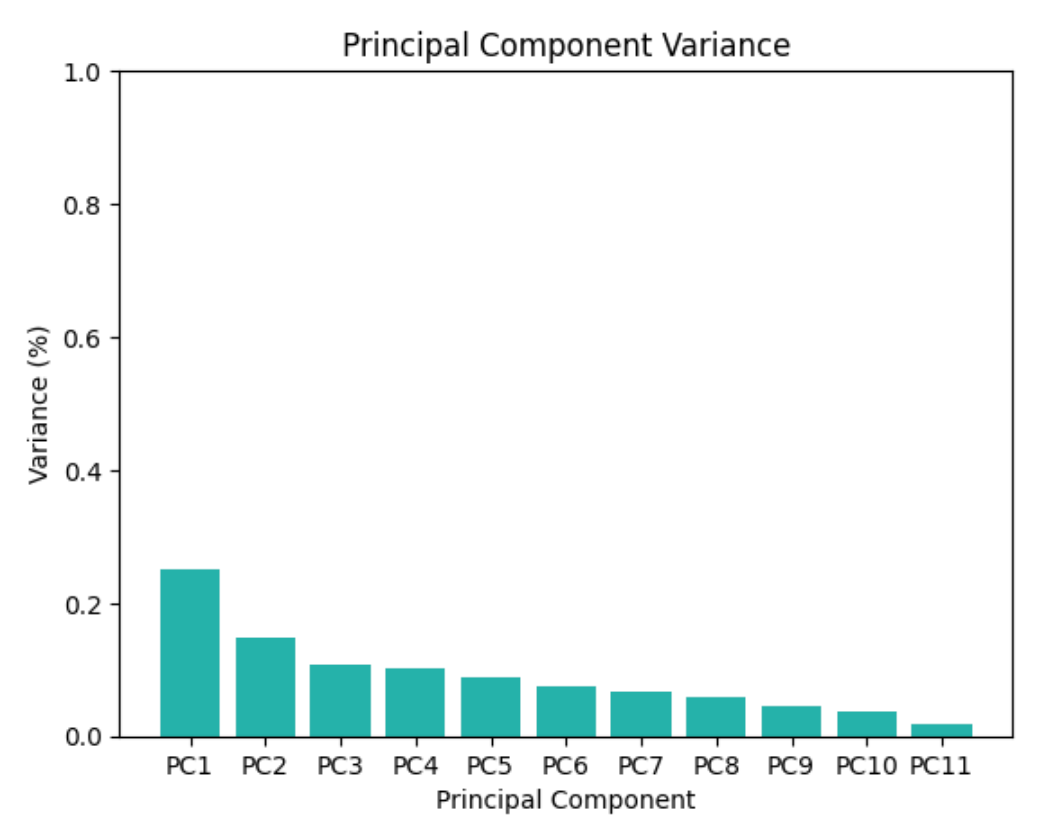 Principal Component Variance
1.0
0.8
0.6
0.4
0.2
0.0
Variance (%)
PC1 PC2 PC3 PC4 PC5 PC6 PC7 PC8 PC9 PC10 PC11
Principal Component